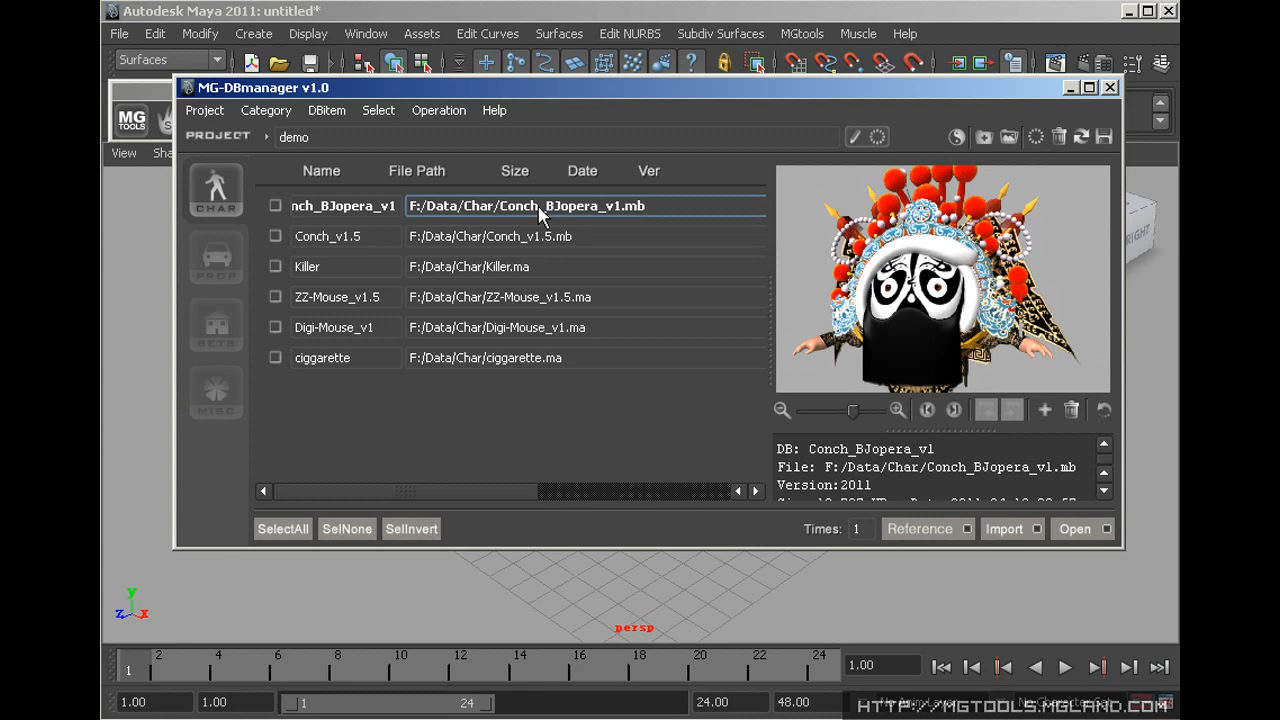 Autodesk Maya 2011: untitled*
File Edit Modify Create Display Window Assets Edit Curves Surfaces Edit NURBS Subdiv Surfaces MGtools Muscle Help
Surfaces
MG-DBmanager v1.0
Project Category DBitem Select Operation Help
PROJECT demo
MG TOOLS
View Sha
CHAR
PROP
SETS
MISC
Name File Path Size Date Ver
nch_BJopera_v1 F:/Data/Char/Conch_BJopera_v1.mb
Conch_v1.5 F:/Data/Char/Conch_v1.5.mb
Killer F:/Data/Char/Killer.ma
ZZ-Mouse_v1.5 F:/Data/Char/ZZ-Mouse_v1.5.ma
Digi-Mouse_v1 F:/Data/Char/Digi-Mouse_v1.ma
ciggarette F:/Data/Char/ciggarette.ma
RIGHT
DB: Conch_BJopera_v1
File: F:/Data/Char/Conch_BJopera_v1.mb
Version:2011
SelectAll SelNone SelInvert Times: 1 Reference Import Open
y
z x
persp
1 2 4 6 8 10 12 14 16 18 20 22 24 1.00
1.00 1.00 1 24 24.00 48.00
HTTP://MGTOOLS.MGLAND.COM